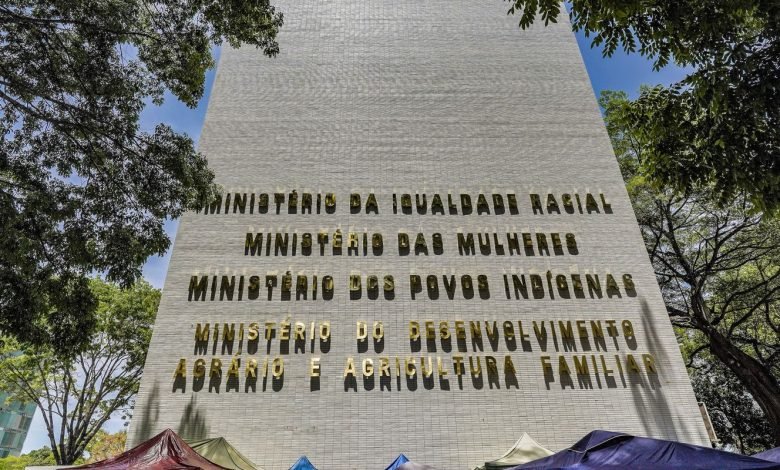 MINISTÉRIO DA IGUALDADE RACIAL
MINISTÉRIO DAS MULHERES
MINISTÉRIO DOS POVOS INDÍGENAS
MINISTÉRIO DO DESENVOLVIMENTO
AGRÁRIO E AGRICULTURA FAMILIAR